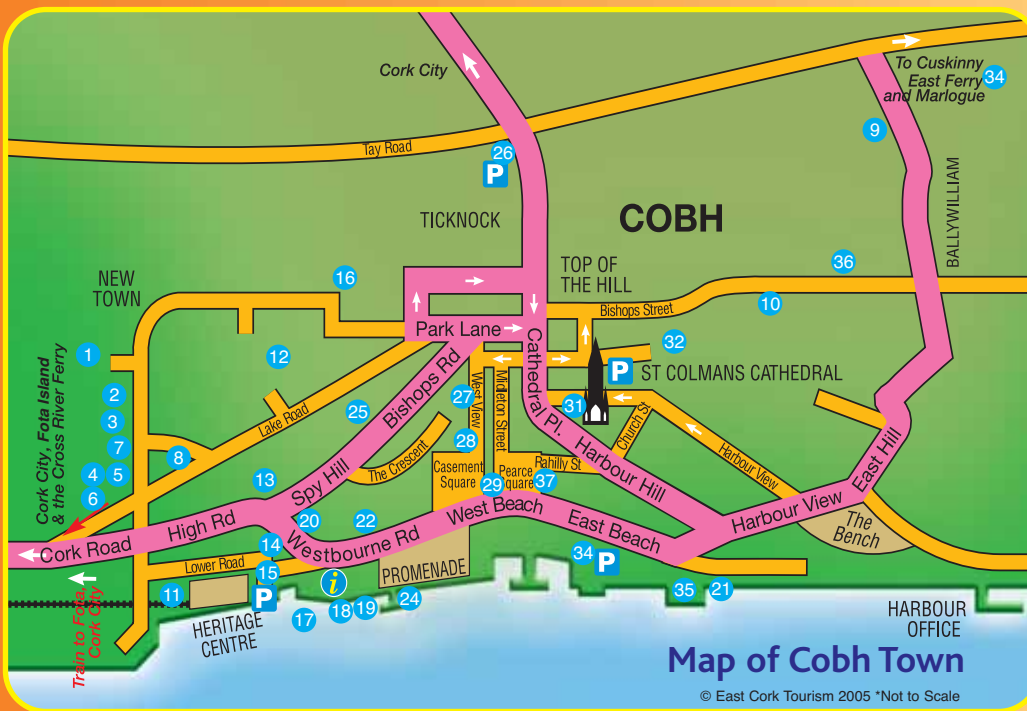 Cork City
To Cuskinny
East Ferry
and Marlogue
34
9
Tay Road
26
P
TICKNOCK
COBH
BALLYWILLIAM
NEW
TOWN
16
TOP OF
THE HILL
36
Bishops Street
10
Park Lane
1
12
32
P
ST COLMANS CATHEDRAL
Cork City, Fota Island
& the Cross River Ferry
2
3
7
4
5
6
8
Lake Road
25
Bishops Rd
West View
27
Midleton Street
Cathedral Pl.
31
Church St
Harbour View
28
The Crescent
Casement
Square
Pearce
Square
29
Rahilly St
37
Harbour Hill
East Hill
13
Spy Hill
High Rd
Cork Road
20
22
Westbourne Rd
West Beach
East Beach
Harbour View
The
Bench
14
Lower Road
15
P
i
PROMENADE
34
P
11
HERITAGE
CENTRE
17
18
19
24
35
21
HARBOUR
OFFICE
Train to Fota,
Cork City
Map of Cobh Town
© East Cork Tourism 2005 *Not to Scale